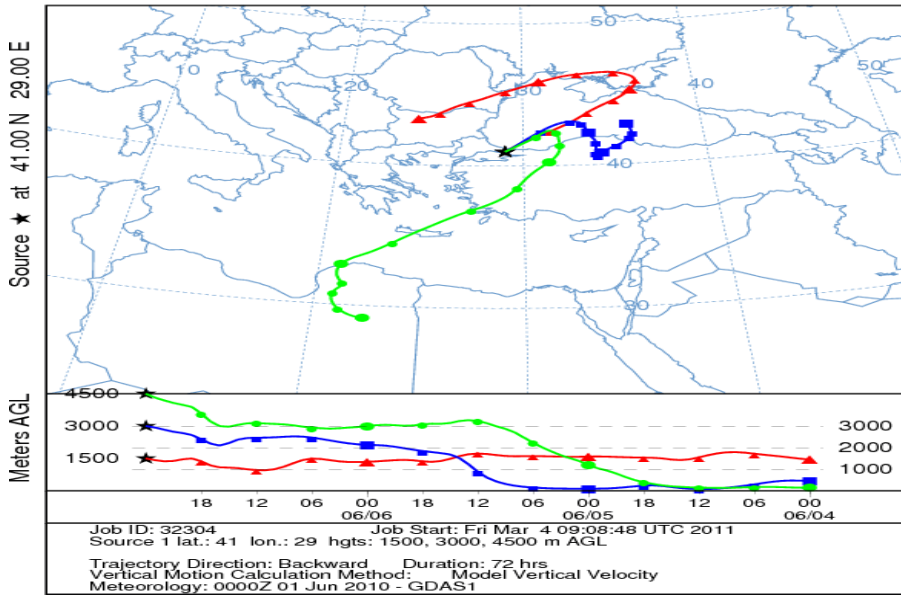 Source ★ at 41.00 N 29.00 E
50
10
20
30
40
50
40
30
Meters AGL
4500
3000
1500
3000
2000
1000
18 12 06 00 18 12 06 00 18 12 06 00
06/06 06/05 06/04
Job ID: 32304 Job Start: Fri Mar 4 09:08:48 UTC 2011
Source 1 lat.: 41 lon.: 29 hgts: 1500, 3000, 4500 m AGL
Trajectory Direction: Backward Duration: 72 hrs
Vertical Motion Calculation Method: Model Vertical Velocity
Meteorology: 0000Z 01 Jun 2010 - GDAS1